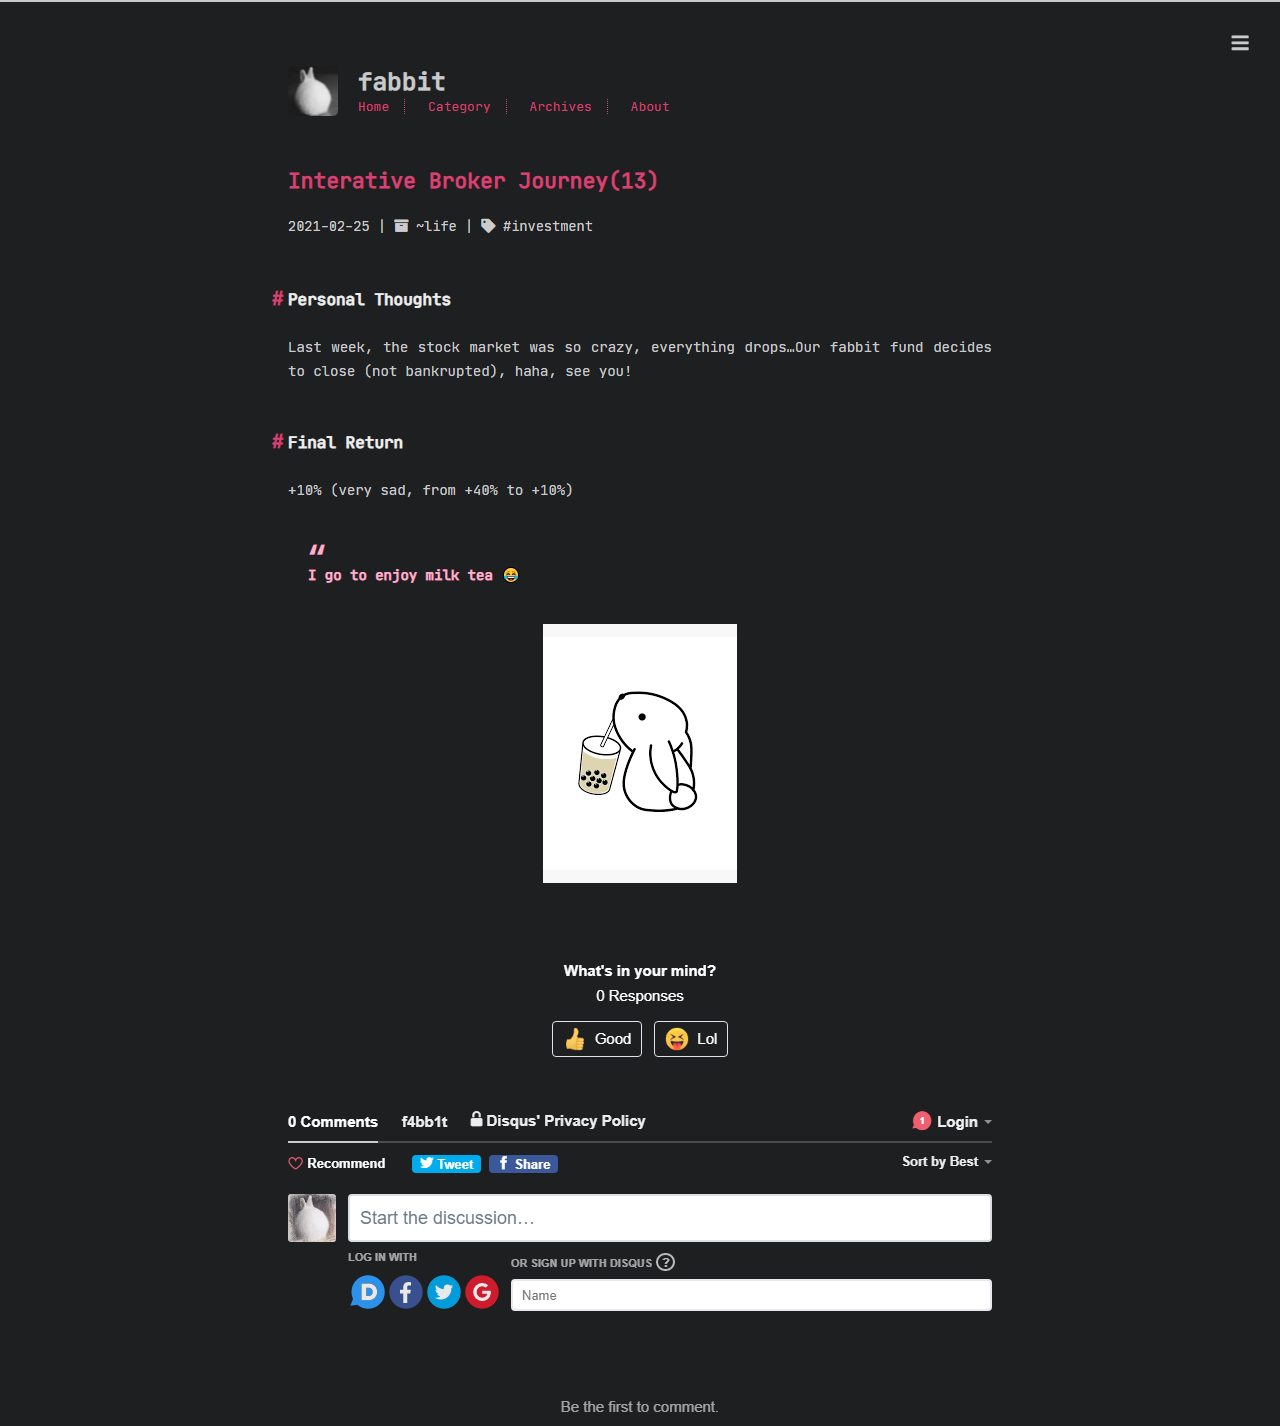 fabbit
Home Category Archives About
Interative Broker Journey(13)
2021-02-25 | ~life | #investment
# Personal Thoughts
Last week, the stock market was so crazy, everything drops…Our fabbit fund decides
to close (not bankrupted), haha, see you!
# Final Return
+10% (very sad, from +40% to +10%)
“
I go to enjoy milk tea 😂
What's in your mind?
0 Responses
Good Lol
0 Comments f4bb1t Disqus' Privacy Policy 1 Login
Recommend Tweet Share Sort by Best
Start the discussion…
LOG IN WITH
OR SIGN UP WITH DISQUS ?
Name
Be the first to comment.